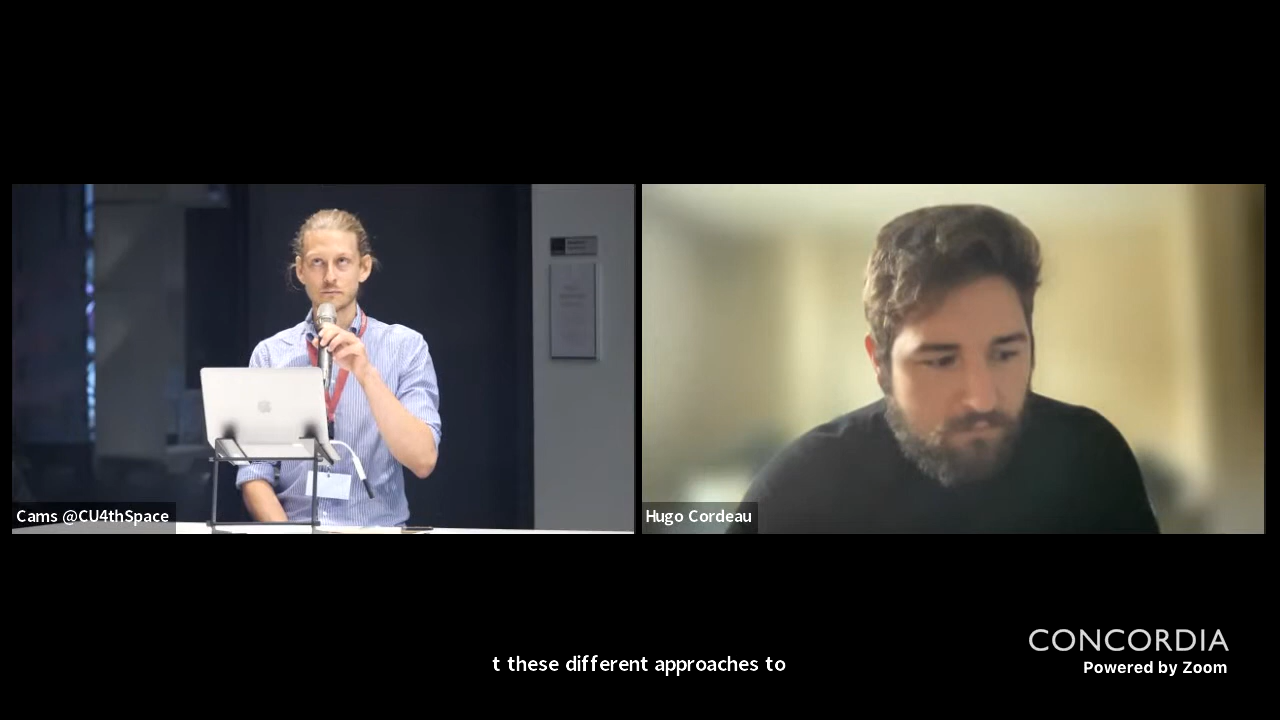 Cams @CU4thSpace
Hugo Cordeau
t these different approaches to
CONCORDIA
Powered by Zoom